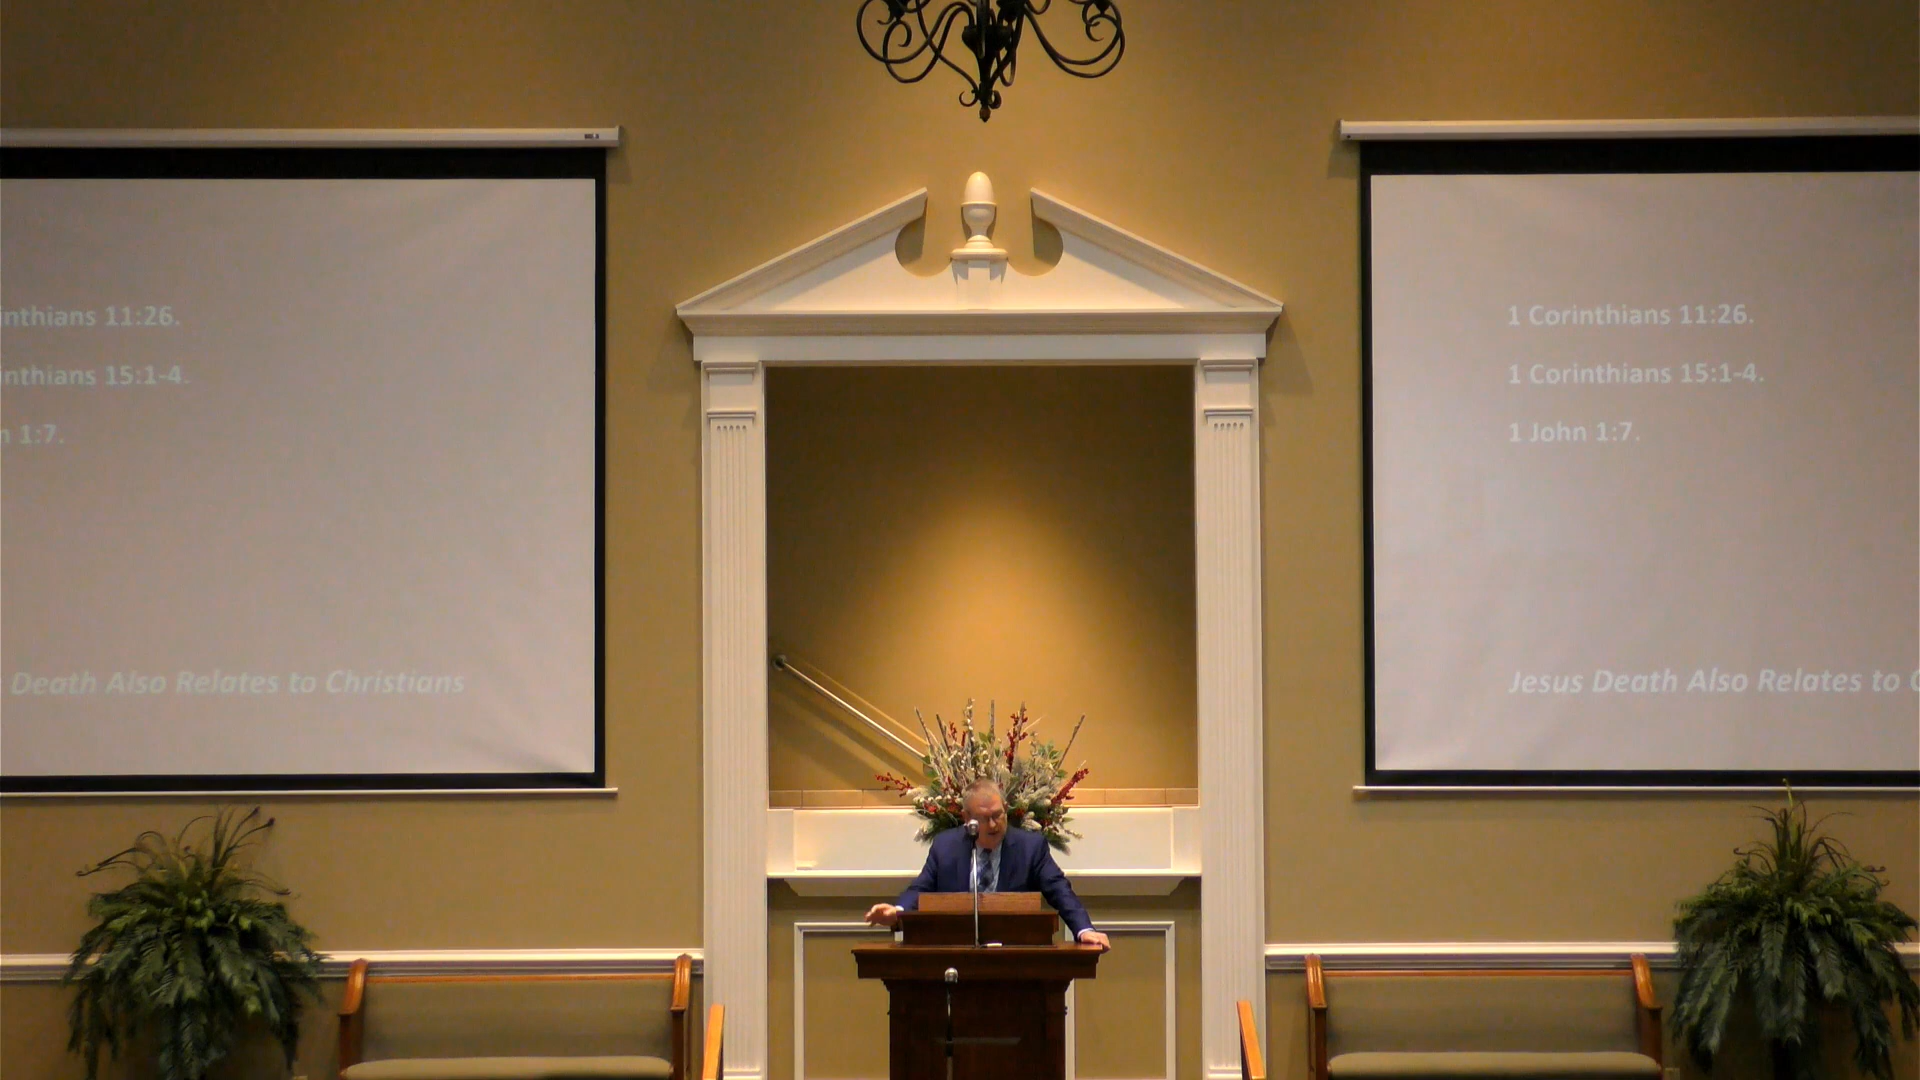 inthians 11:26.
inthians 15:1-4.
n 1:7.
Death Also Relates to Christians
1 Corinthians 11:26.
1 Corinthians 15:1-4.
1 John 1:7.
Jesus Death Also Relates to C